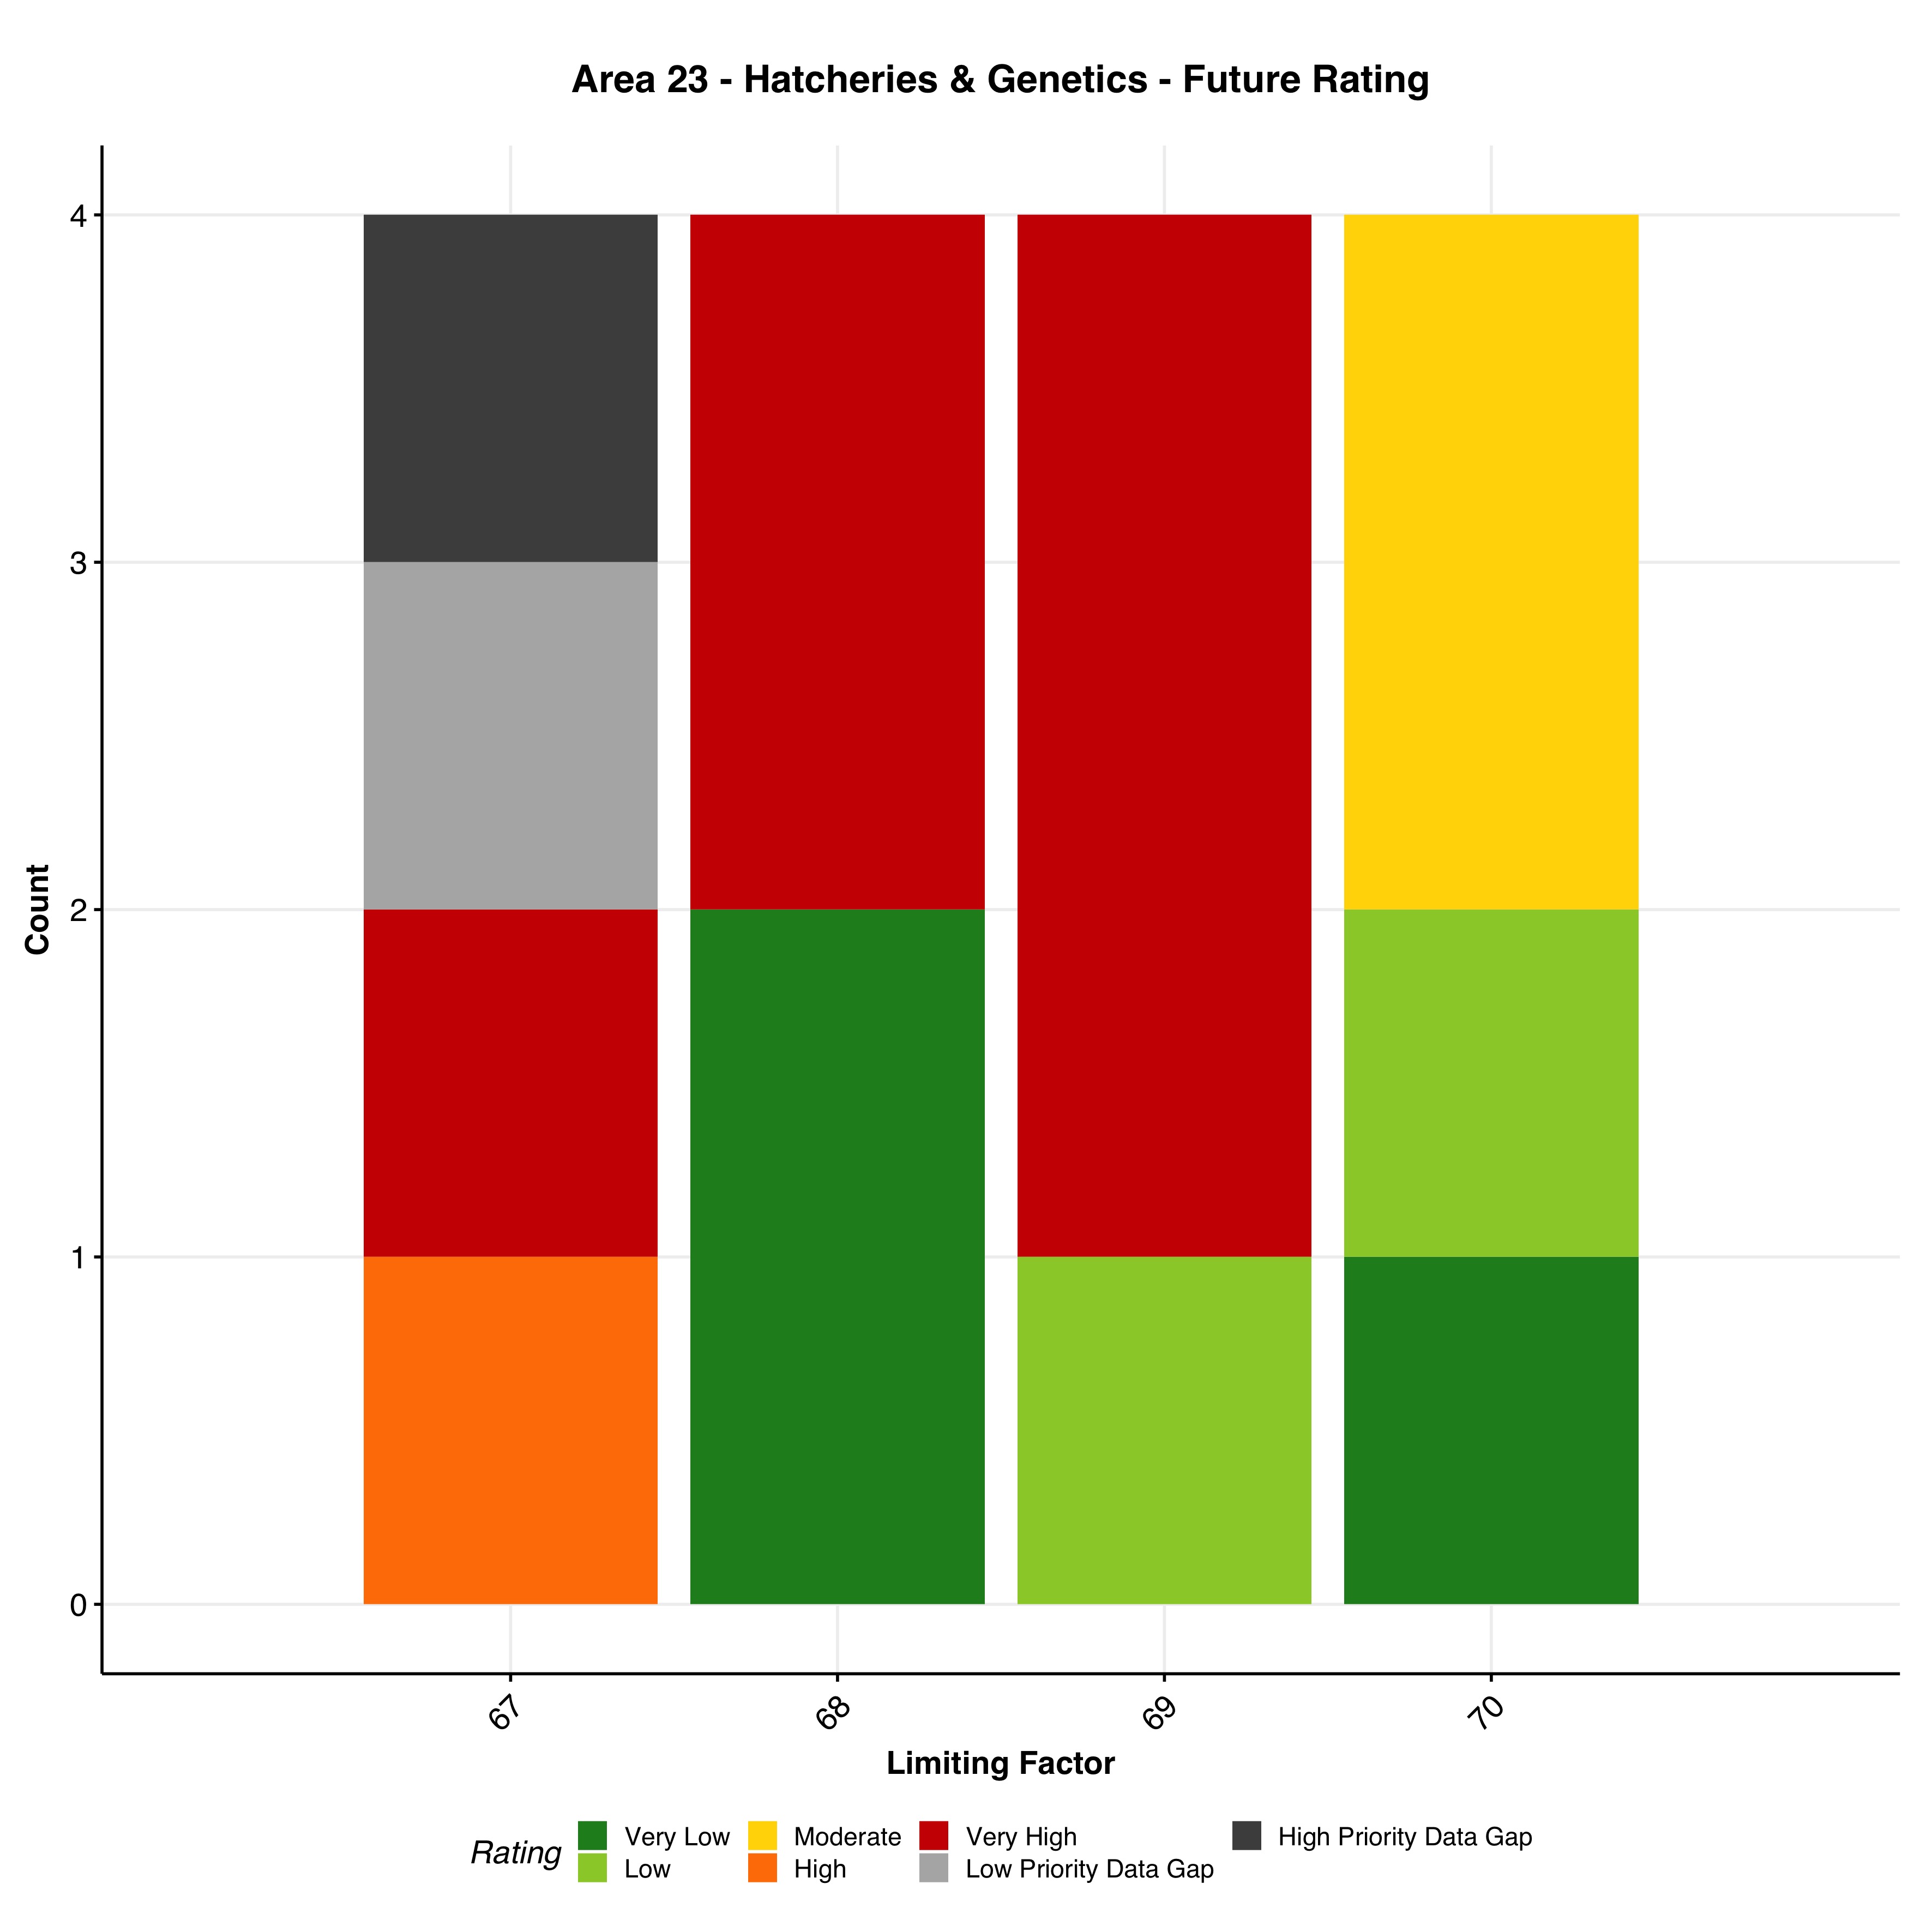 Area 23 - Hatcheries & Genetics - Future Rating
4
3
2
1
0
Count
67
68
69
70
Limiting Factor
Rating
Very Low
Moderate
Very High
High Priority Data Gap
Low
High
Low Priority Data Gap